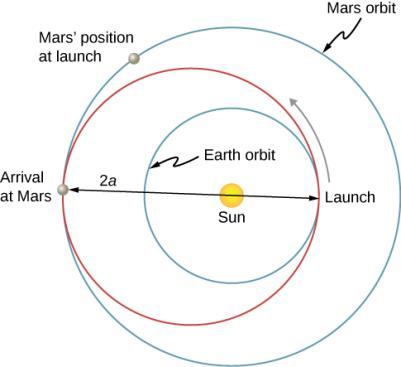 Mars orbit
Mars' position
at launch
Earth orbit
Arrival
at Mars
2a
Launch
Sun